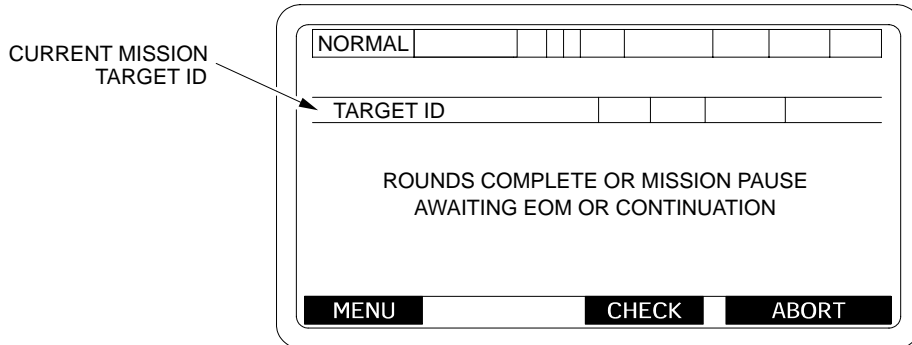 CURRENT MISSION
TARGET ID
NORMAL
TARGET ID
ROUNDS COMPLETE OR MISSION PAUSE
AWAITING EOM OR CONTINUATION
MENU CHECK ABORT